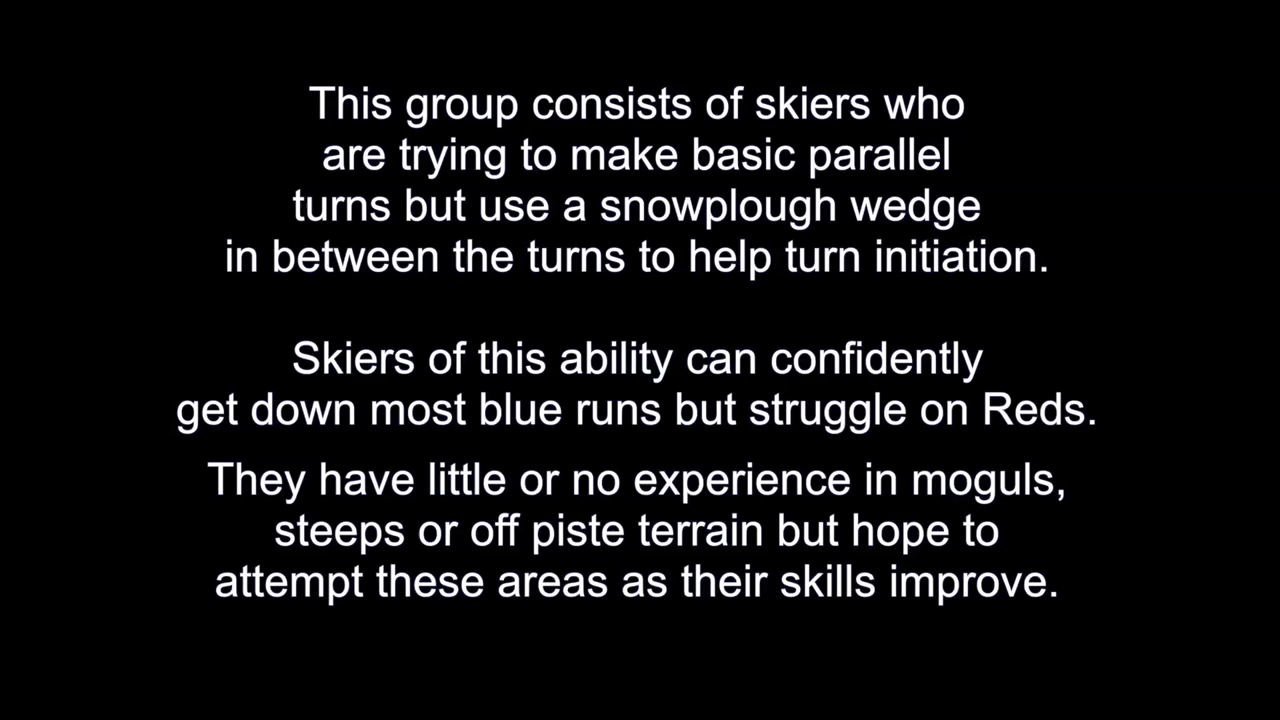 This group consists of skiers who
are trying to make basic parallel
turns but use a snowplough wedge
in between the turns to help turn initiation.
Skiers of this ability can confidently
get down most blue runs but struggle on Reds.
They have little or no experience in moguls,
steeps or off piste terrain but hope to
attempt these areas as their skills improve.